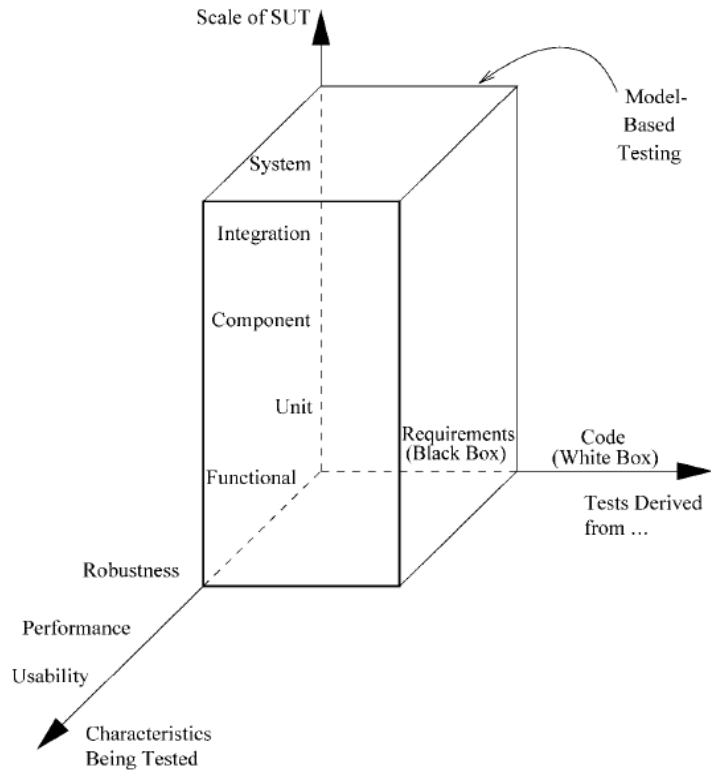 Scale of SUT
Model-
Based
Testing
System
Integration
Component
Unit
Requirements
(Black Box)
Code
(White Box)
Functional
Tests Derived
from ...
Robustness
Performance
Usability
Characteristics
Being Tested